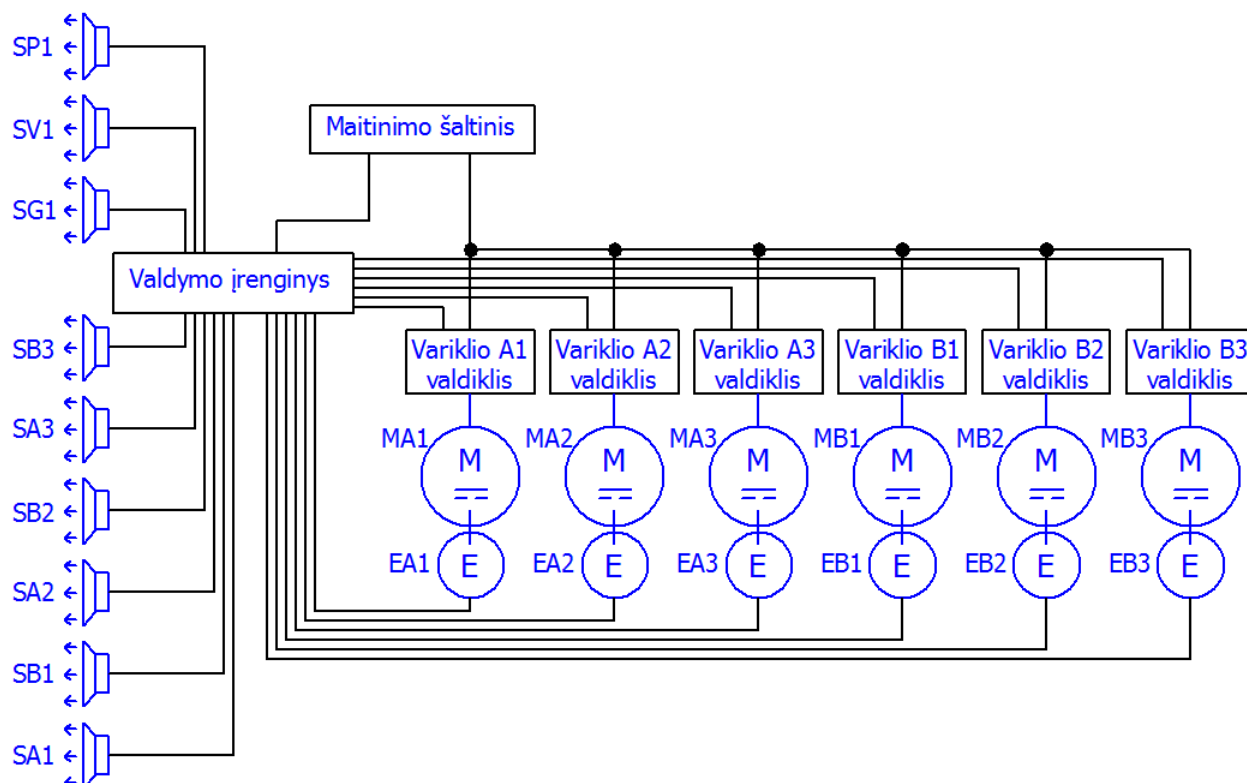 SP1
SV1
SG1
Maitinimo šaltinis
Valdymo įrenginys
SB3
SA3
SB2
SA2
SB1
SA1
Variklio A1
valdiklis
Variklio A2
valdiklis
Variklio A3
valdiklis
Variklio B1
valdiklis
Variklio B2
valdiklis
Variklio B3
valdiklis
MA1
M
MA2
M
MA3
M
MB1
M
MB2
M
MB3
M
EA1
E
EA2
E
EA3
E
EB1
E
EB2
E
EB3
E